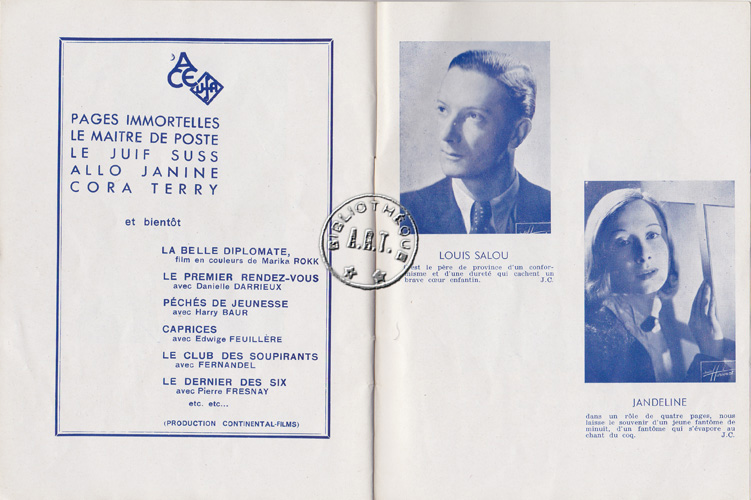 A
CE
ufa
PAGES IMMORTELLES
LE MAITRE DE POSTE
LE JUIF SUSS
ALLO JANINE
CORA TERRY
et bientôt
LA BELLE DIPLOMATE,
film en couleurs de Marika ROKK
LE PREMIER RENDEZ-VOUS
avec Danielle DARRIEUX
PÉCHÉS DE JEUNESSE
avec Harry BAUR
CAPRICES
avec Edwige FEUILLÈRE
LE CLUB DES SOUPIRANTS
avec FERNANDEL
LE DERNIER DES SIX
avec Pierre FRESNAY
etc. etc...
(PRODUCTION CONTINENTAL-FILMS)
BIBLIOTHÈQUE
A.R.T.
LOUIS SALOU
est le père de province d'un confor-
misme et d'une dureté qui cachent un
brave cœur enfantin. J.C.
JANDELINE
dans un rôle de quatre pages, nous
laisse le souvenir d'un jeune fantôme de
minuit, d'un fantôme qui s'évapore au
chant du coq. J.C.